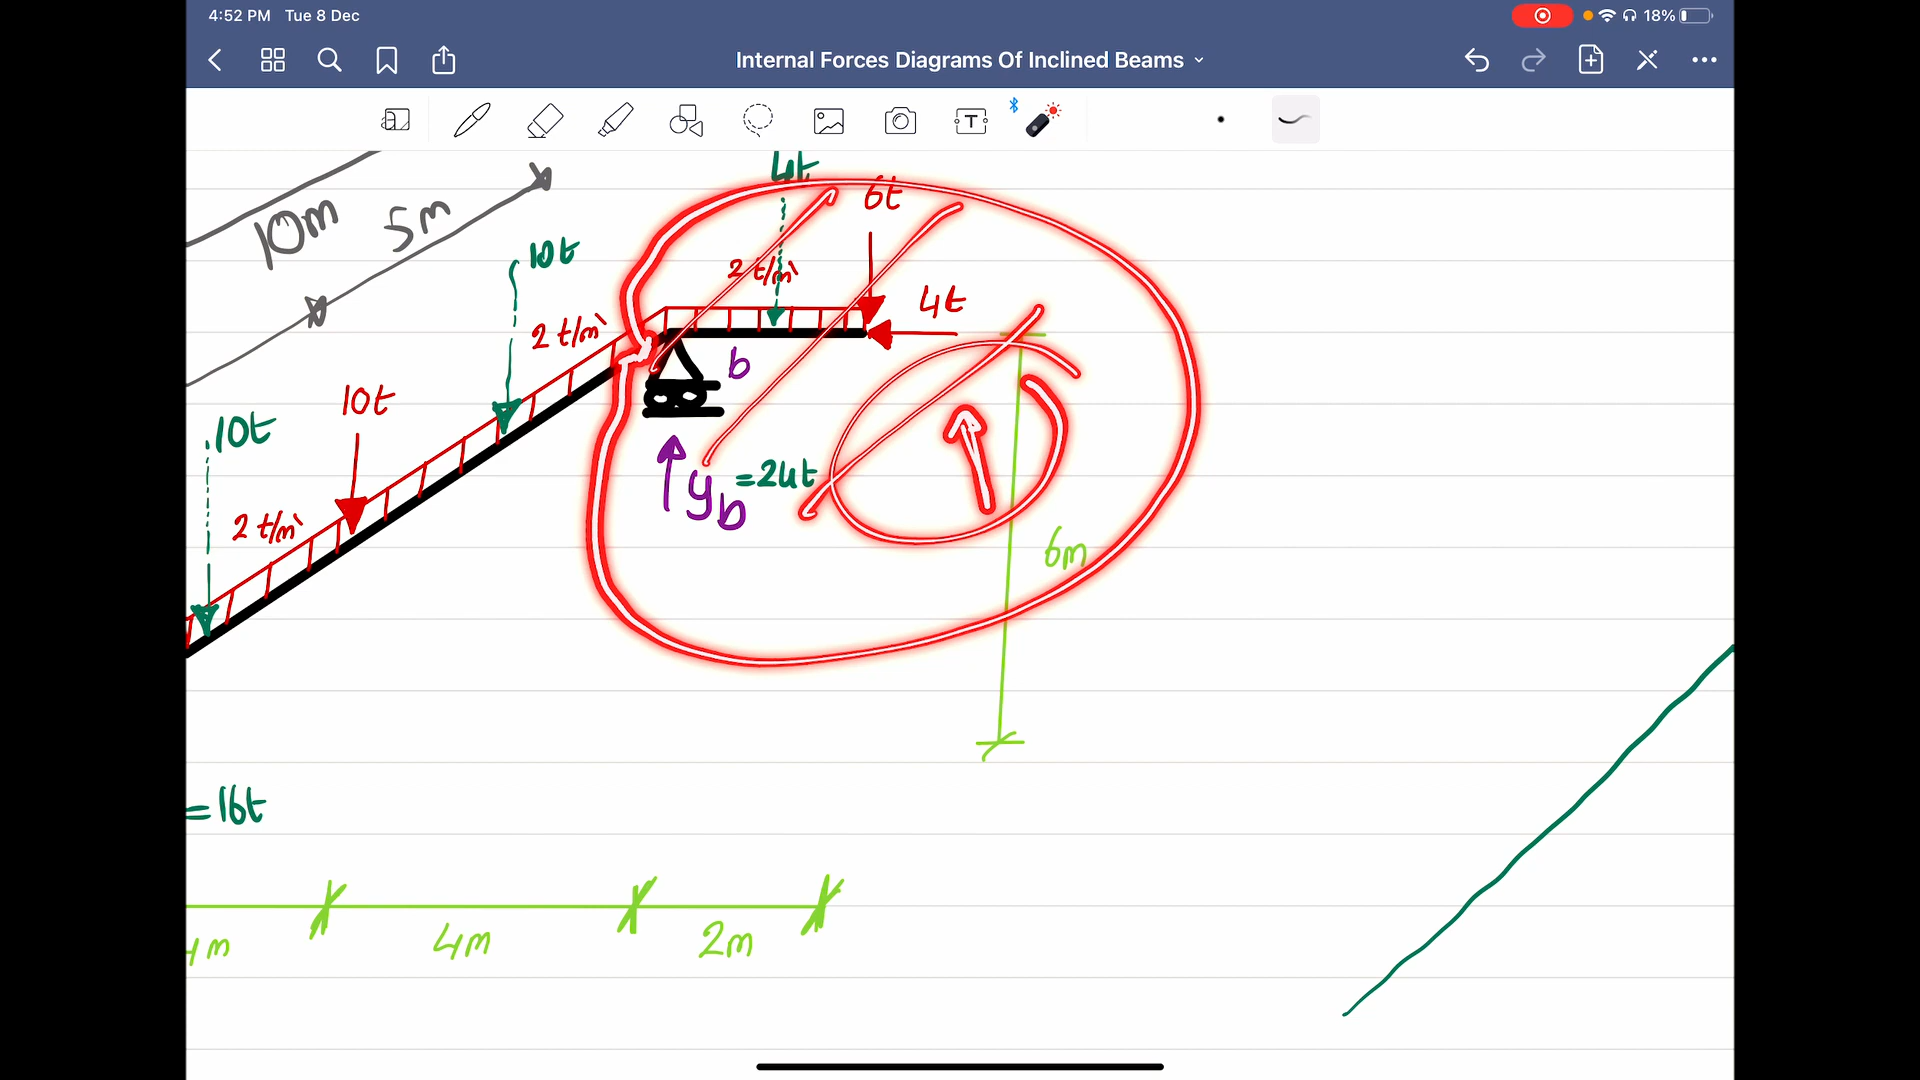 4:52 PM Tue 8 Dec
18%
Internal Forces Diagrams Of Inclined Beams
T
4t
6t
10m
5m
10t
2 t/m`
4t
2 t/m`
b
10t
10t
yb =24t
2 t/m`
6m
=16t
4m
4m
2m